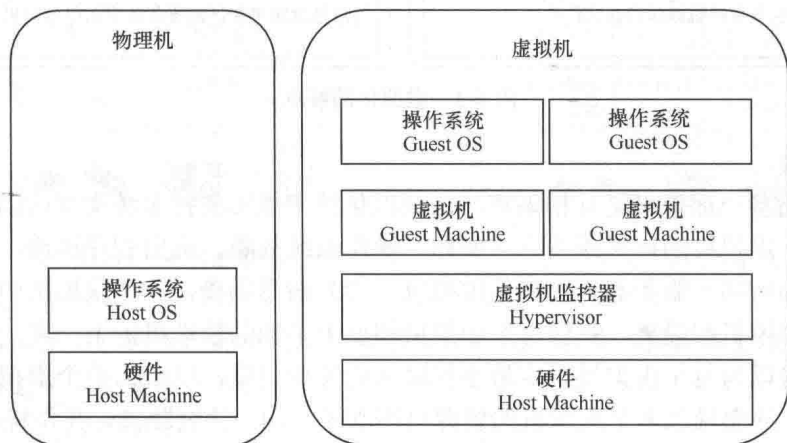 物理机
操作系统
Host OS
硬件
Host Machine
虚拟机
操作系统
Guest OS
操作系统
Guest OS
虚拟机
Guest Machine
虚拟机
Guest Machine
虚拟机监控器
Hypervisor
硬件
Host Machine